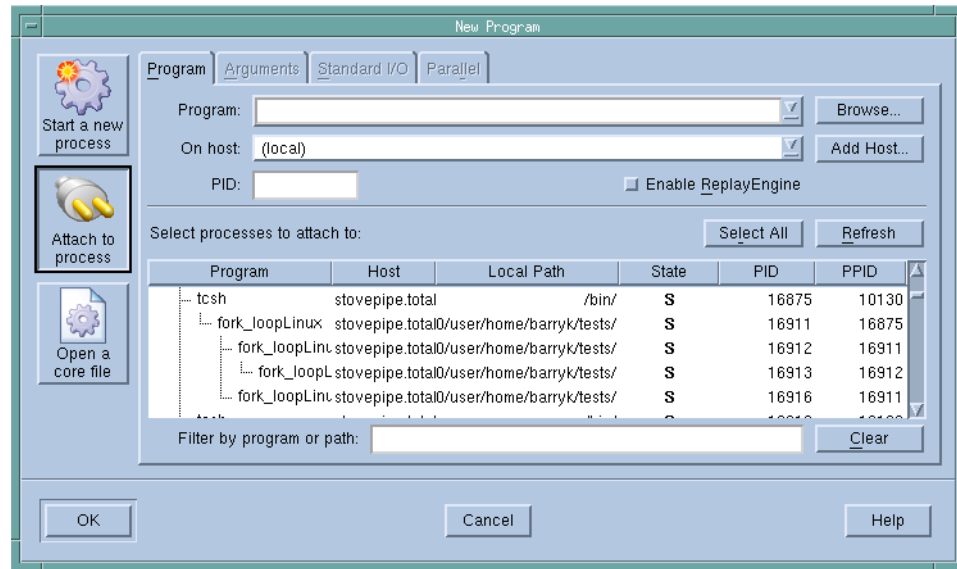 New Program
Start a new
process
Attach to
process
Open a
core file
Program Arguments Standard I/O Parallel
Program: Browse...
On host: (local) Add Host...
PID: Enable ReplayEngine
Select processes to attach to: Select All Refresh
Program Host Local Path State PID PPID
tcsh stovepipe.total /bin/ S 16875 10130
fork_loopLinux stovepipe.total0/user/home/barryk/tests/ S 16911 16875
fork_loopLinu stovepipe.total0/user/home/barryk/tests/ S 16912 16911
fork_loopL stovepipe.total0/user/home/barryk/tests/ S 16913 16912
fork_loopLinu stovepipe.total0/user/home/barryk/tests/ S 16916 16911
Filter by program or path: Clear
OK Cancel Help